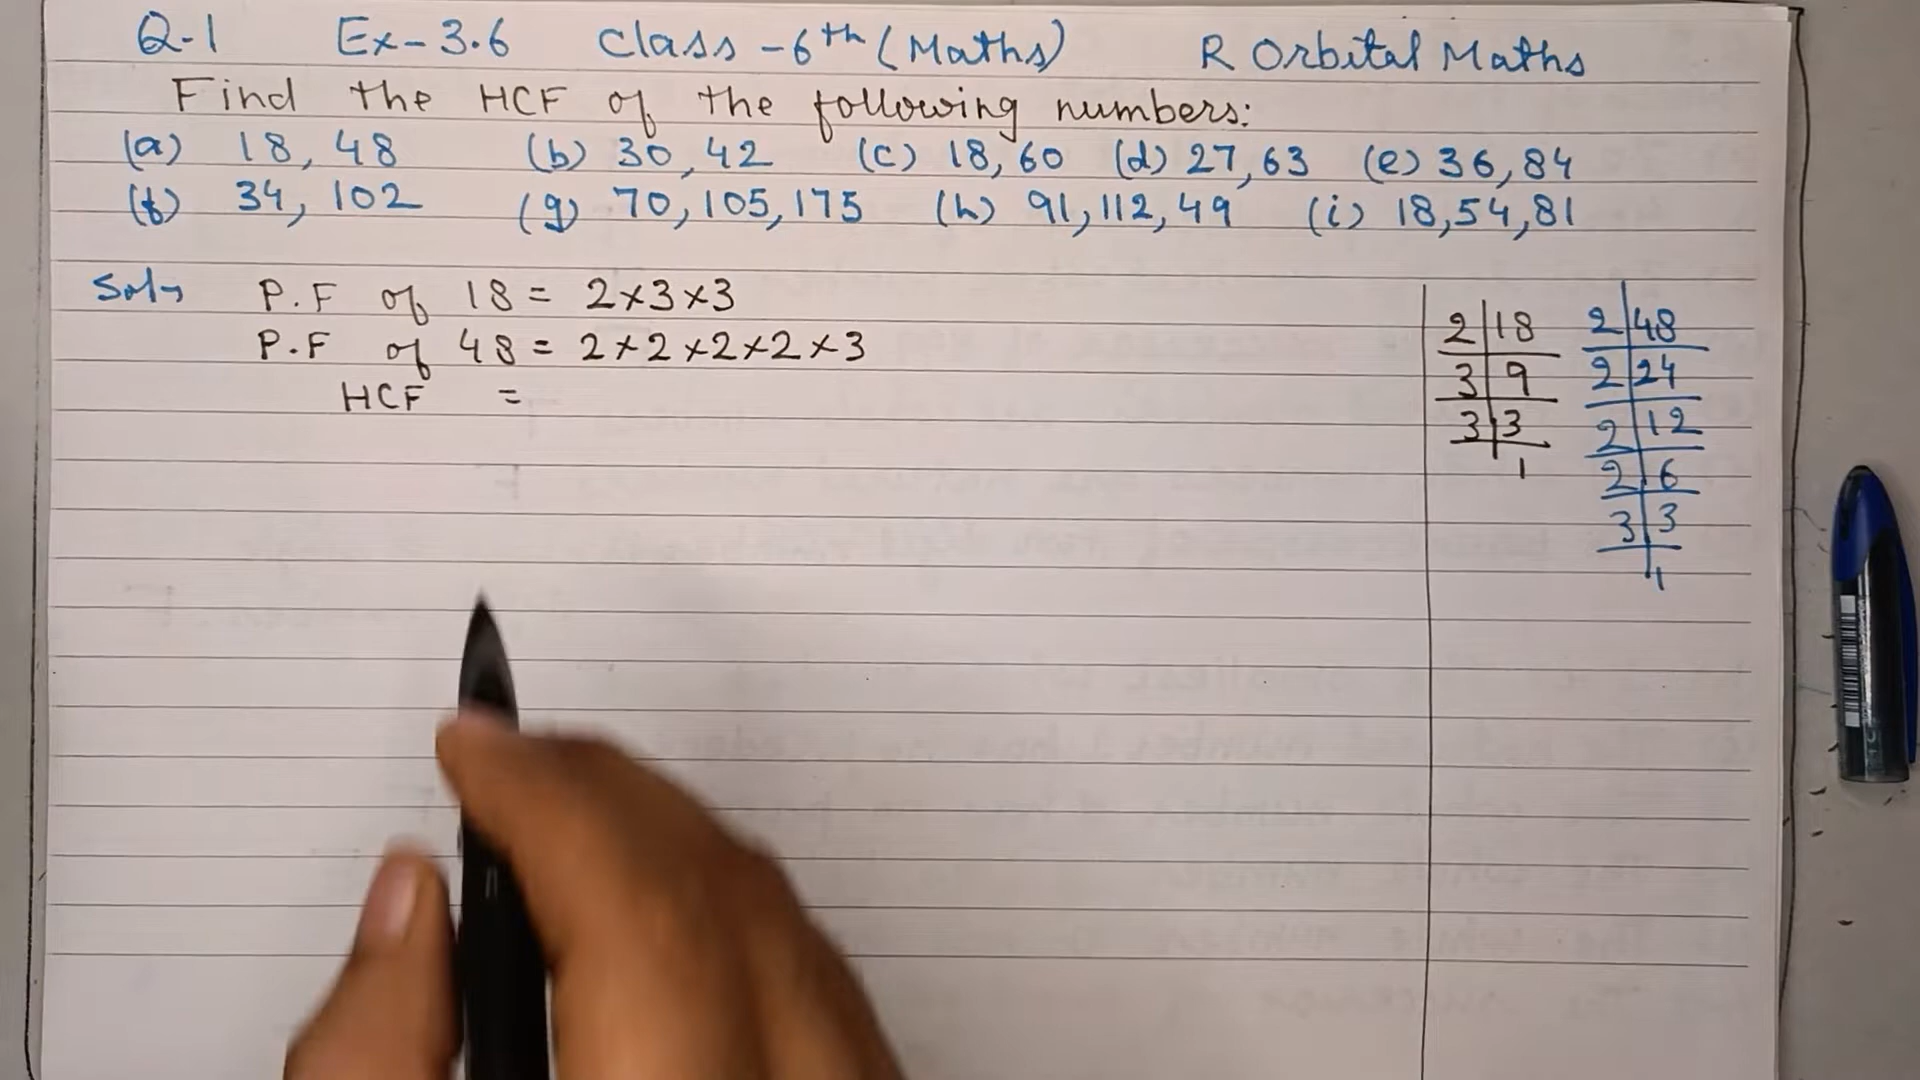 Q-1 Ex-3.6 Class-6th (Maths) R Orbital Maths
Find the HCF of the following numbers:
(a) 18, 48 (b) 30, 42 (c) 18, 60 (d) 27, 63 (e) 36, 84
(f) 34, 102 (g) 70, 105, 175 (h) 91, 112, 49 (i) 18, 54, 81
Soln P.F of 18 = 2×3×3
P.F of 48 = 2×2×2×2×3
HCF =
2 18
3 9
3 3
1
2 48
2 24
2 12
2 6
3 3
1